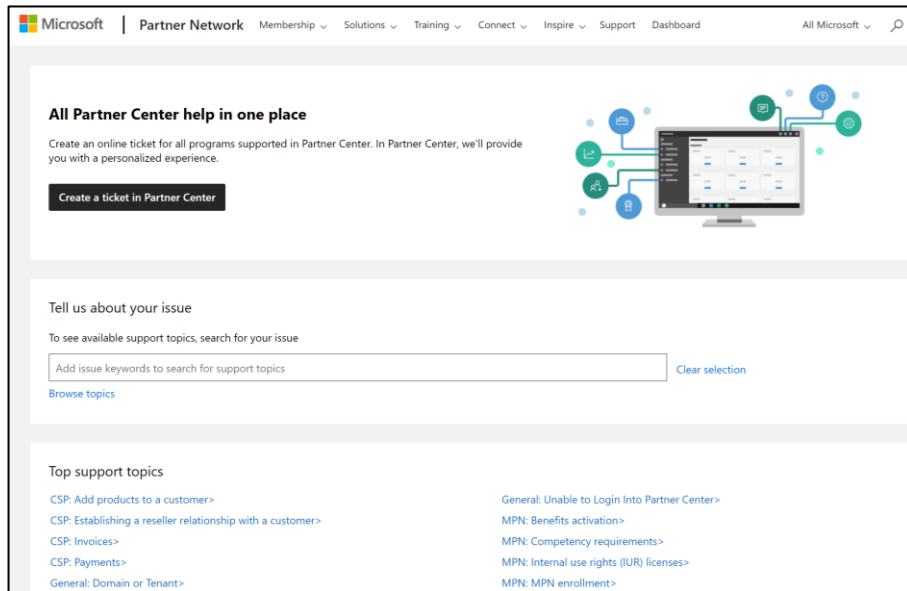 Microsoft | Partner Network Membership Solutions Training Connect Inspire Support Dashboard All Microsoft
All Partner Center help in one place
Create an online ticket for all programs supported in Partner Center. In Partner Center, we'll provide
you with a personalized experience.
Create a ticket in Partner Center
Tell us about your issue
To see available support topics, search for your issue
Add issue keywords to search for support topics
Clear selection
Browse topics
Top support topics
CSP: Add products to a customer>
CSP: Establishing a reseller relationship with a customer>
CSP: Invoices>
CSP: Payments>
General: Domain or Tenant>
General: Unable to Login Into Partner Center>
MPN: Benefits activation>
MPN: Competency requirements>
MPN: Internal use rights (IUR) licenses>
MPN: MPN enrollment>